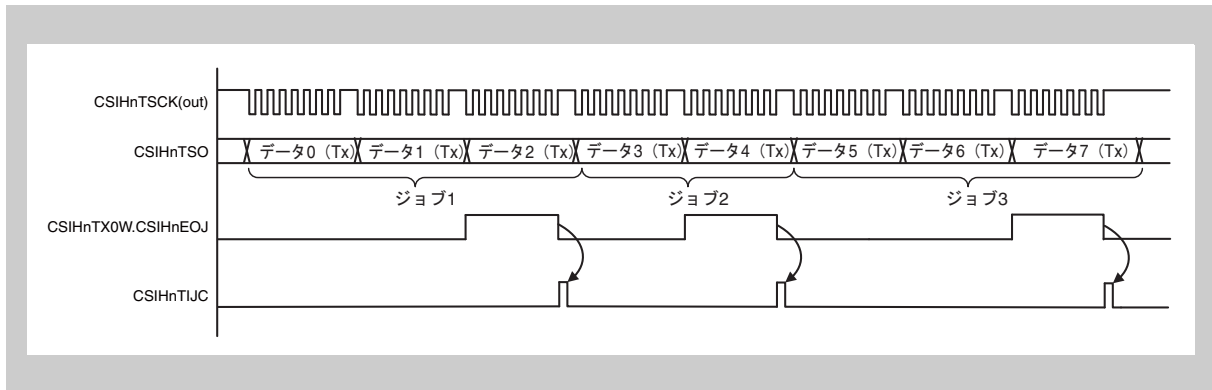 CSIHnTSCK(out)
CSIHnTSO
データ0（Tx） データ1（Tx） データ2（Tx） データ3（Tx） データ4（Tx） データ5（Tx） データ6（Tx） データ7（Tx）
ジョブ1 ジョブ2 ジョブ3
CSIHnTX0W.CSIHnEOJ
CSIHnTIJC